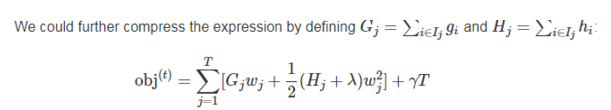 We could further compress the expression by defining G_j = ∑_{i∈I_j} g_i and H_j = ∑_{i∈I_j} h_i:
obj^{(t)} = ∑_{j=1}^{T} [G_j w_j + \frac{1}{2}(H_j + λ)w_j^2] + γT